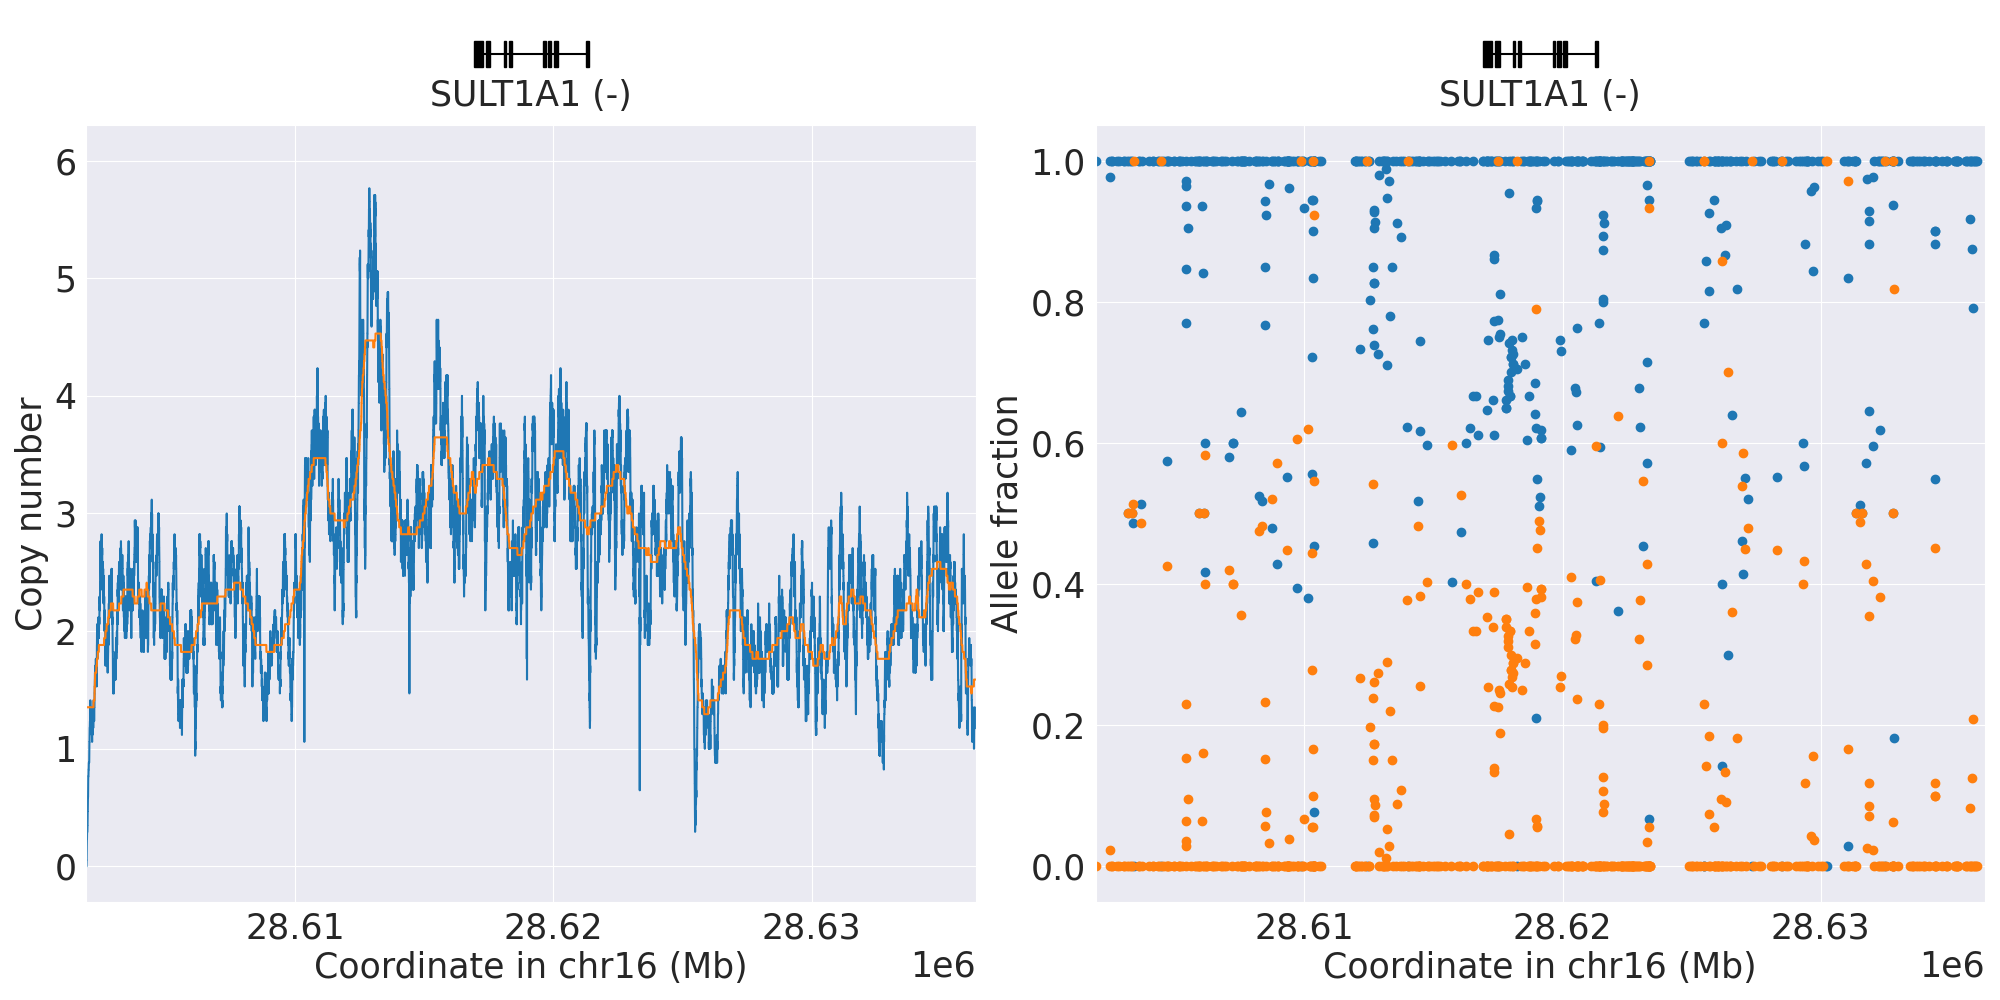 SULT1A1 (-)
Copy number
6
5
4
3
2
1
0
28.61
28.62
28.63
Coordinate in chr16 (Mb)
1e6
SULT1A1 (-)
Allele fraction
1.0
0.8
0.6
0.4
0.2
0.0
28.61
28.62
28.63
Coordinate in chr16 (Mb)
1e6